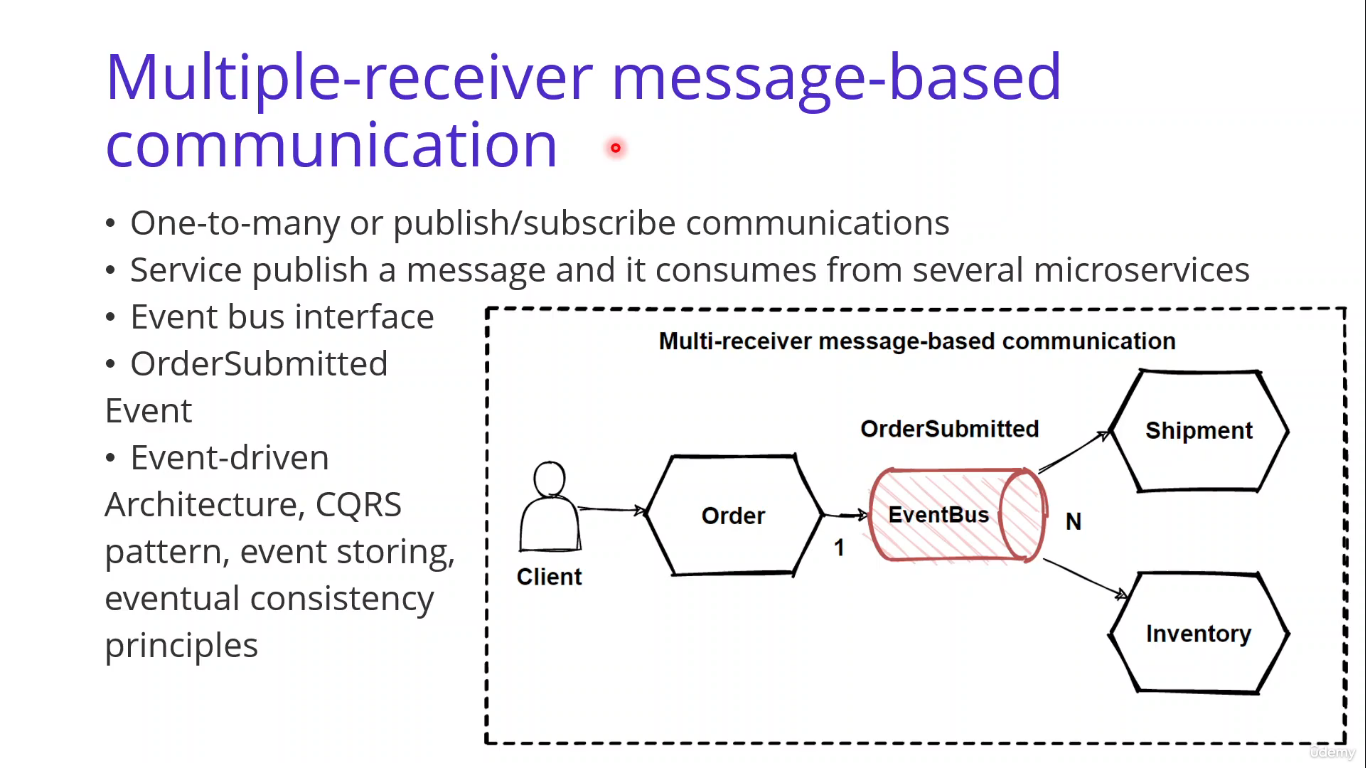 Multiple-receiver message-based
communication
• One-to-many or publish/subscribe communications
• Service publish a message and it consumes from several microservices
• Event bus interface
• OrderSubmitted
Event
• Event-driven
Architecture, CQRS
pattern, event storing,
eventual consistency
principles
Multi-receiver message-based communication
OrderSubmitted
Shipment
Order
EventBus
N
1
Client
Inventory
ûdemy